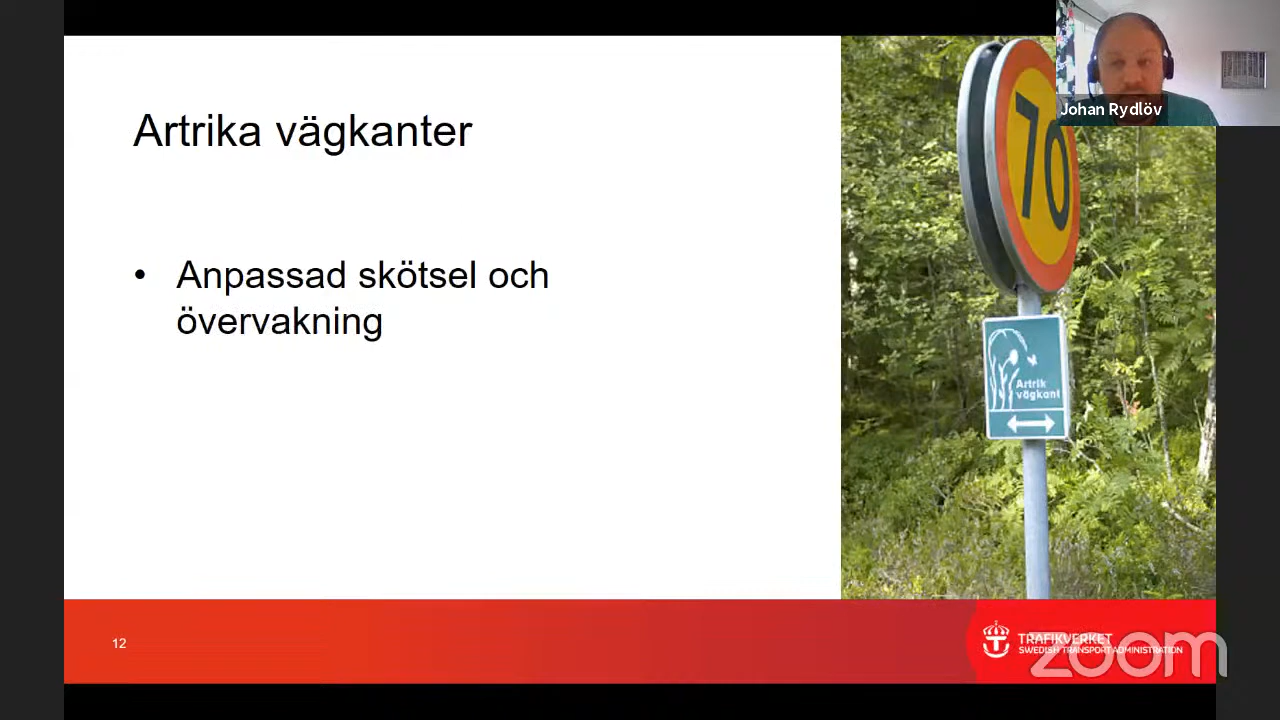 Johan Rydlöv
Artrika vägkanter
• Anpassad skötsel och
övervakning
70
Artrik
vägkant
12
TRAFIKVERKET
SWEDISH TRANSPORT ADMINISTRATION
zoom